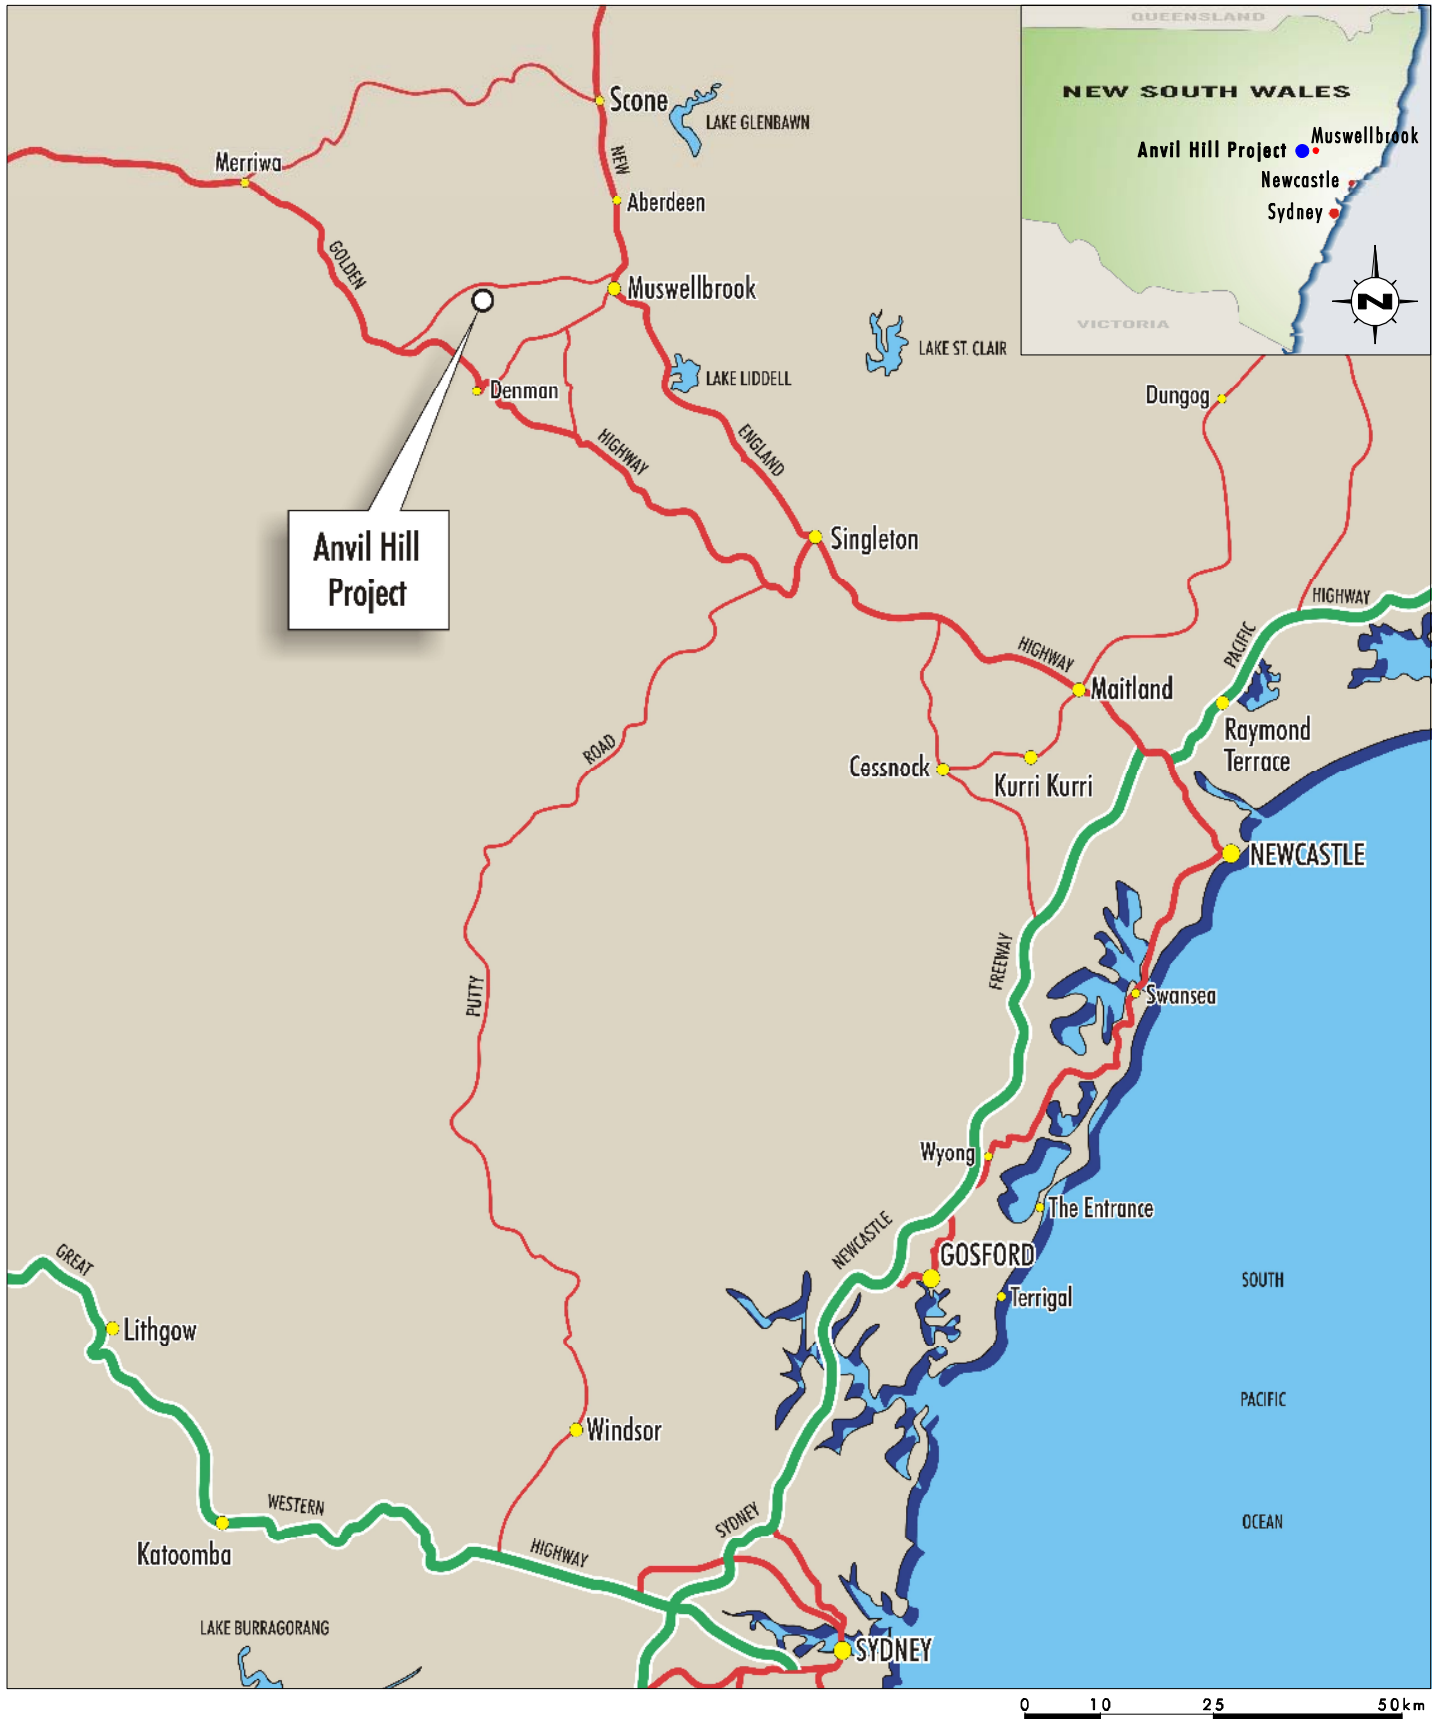 QUEENSLAND
NEW SOUTH WALES
Muswellbrook
Anvil Hill Project
Newcastle
Sydney
VICTORIA
N
Scone
LAKE GLENBAWN
NEW
Merriwa
Aberdeen
GOLDEN
Muswellbrook
LAKE ST. CLAIR
LAKE LIDDELL
Denman
Dungog
HIGHWAY
ENGLAND
Anvil Hill
Project
Singleton
HIGHWAY
PACIFIC
HIGHWAY
Maitland
Raymond
Terrace
ROAD
Cessnock
Kurri Kurri
NEWCASTLE
FREEWAY
PUTTY
Swansea
Wyong
The Entrance
NEWCASTLE
GOSFORD
GREAT
SOUTH
Terrigal
Lithgow
PACIFIC
Windsor
WESTERN
SYDNEY
OCEAN
Katoomba
HIGHWAY
LAKE BURRAGORANG
SYDNEY
0 10 25 50km